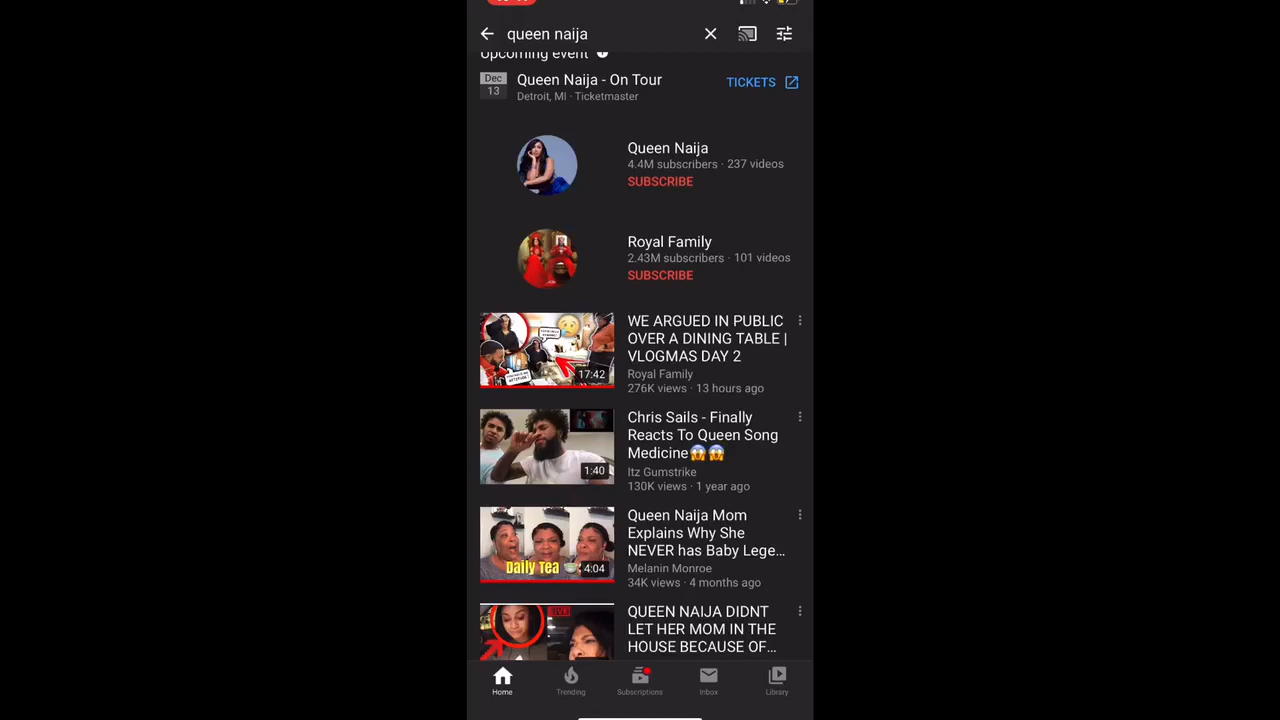 queen naija
Upcoming event
Dec
13
Queen Naija - On Tour
Detroit, MI · Ticketmaster
TICKETS
Queen Naija
4.4M subscribers · 237 videos
SUBSCRIBE
Royal Family
2.43M subscribers · 101 videos
SUBSCRIBE
17:42
WE ARGUED IN PUBLIC
OVER A DINING TABLE |
VLOGMAS DAY 2
Royal Family
276K views · 13 hours ago
1:40
Chris Sails - Finally
Reacts To Queen Song
Medicine😱😱
Itz Gumstrike
130K views · 1 year ago
Daily Tea
4:04
Queen Naija Mom
Explains Why She
NEVER has Baby Lege...
Melanin Monroe
34K views · 4 months ago
LIVE
QUEEN NAIJA DIDNT
LET HER MOM IN THE
HOUSE BECAUSE OF...
Home
Trending
Subscriptions
Inbox
Library